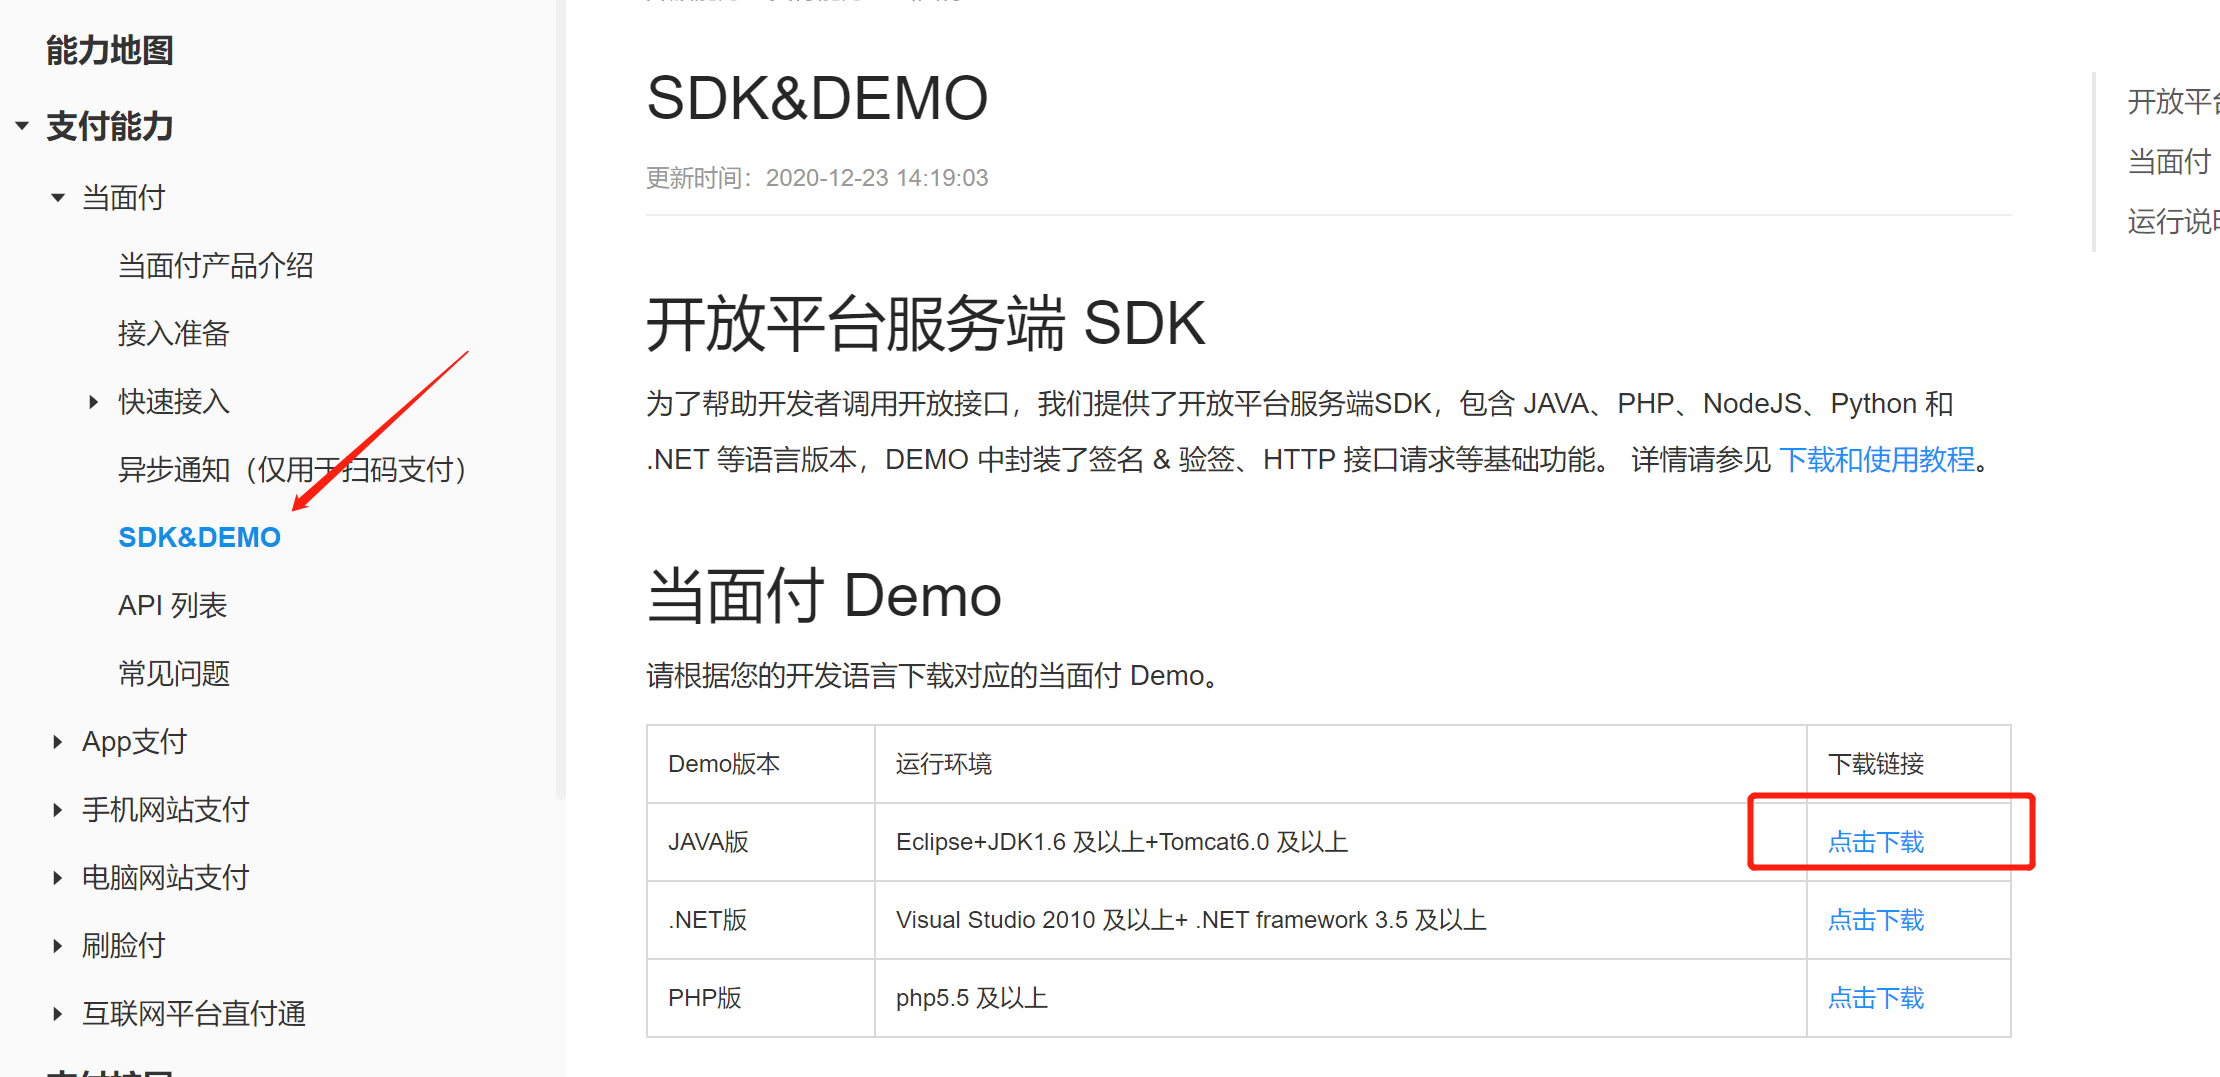 能力地图
支付能力
当面付
当面付产品介绍
接入准备
快速接入
异步通知（仅用于扫码支付）
SDK&DEMO
API 列表
常见问题
App支付
手机网站支付
电脑网站支付
刷脸付
互联网平台直付通
SDK&DEMO
更新时间：2020-12-23 14:19:03
开放平台服务端 SDK
为了帮助开发者调用开放接口，我们提供了开放平台服务端SDK，包含 JAVA、PHP、NodeJS、Python 和
.NET 等语言版本，DEMO 中封装了签名 & 验签、HTTP 接口请求等基础功能。 详情请参见 下载和使用教程。
当面付 Demo
请根据您的开发语言下载对应的当面付 Demo。
Demo版本 运行环境 下载链接
JAVA版 Eclipse+JDK1.6 及以上+Tomcat6.0 及以上 点击下载
.NET版 Visual Studio 2010 及以上+ .NET framework 3.5 及以上 点击下载
PHP版 php5.5 及以上 点击下载
开放平台
当面付
运行说明